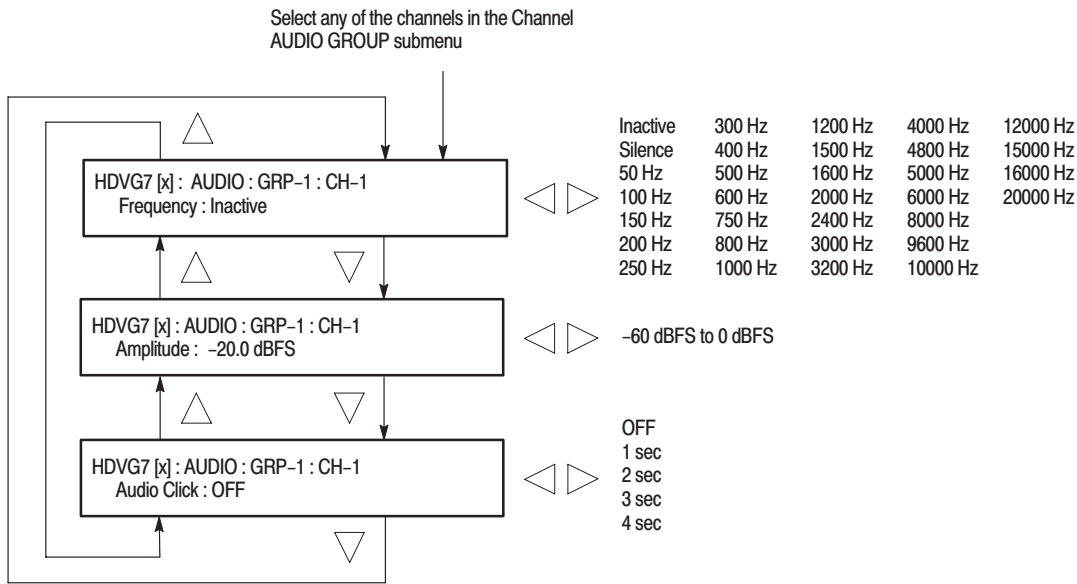 Select any of the channels in the Channel
AUDIO GROUP submenu
HDVG7 [x] : AUDIO : GRP–1 : CH–1
Frequency : Inactive
Inactive 300 Hz 1200 Hz 4000 Hz 12000 Hz
Silence 400 Hz 1500 Hz 4800 Hz 15000 Hz
50 Hz 500 Hz 1600 Hz 5000 Hz 16000 Hz
100 Hz 600 Hz 2000 Hz 6000 Hz 20000 Hz
150 Hz 750 Hz 2400 Hz 8000 Hz
200 Hz 800 Hz 3000 Hz 9600 Hz
250 Hz 1000 Hz 3200 Hz 10000 Hz
HDVG7 [x] : AUDIO : GRP–1 : CH–1
Amplitude : –20.0 dBFS
–60 dBFS to 0 dBFS
HDVG7 [x] : AUDIO : GRP–1 : CH–1
Audio Click : OFF
OFF
1 sec
2 sec
3 sec
4 sec